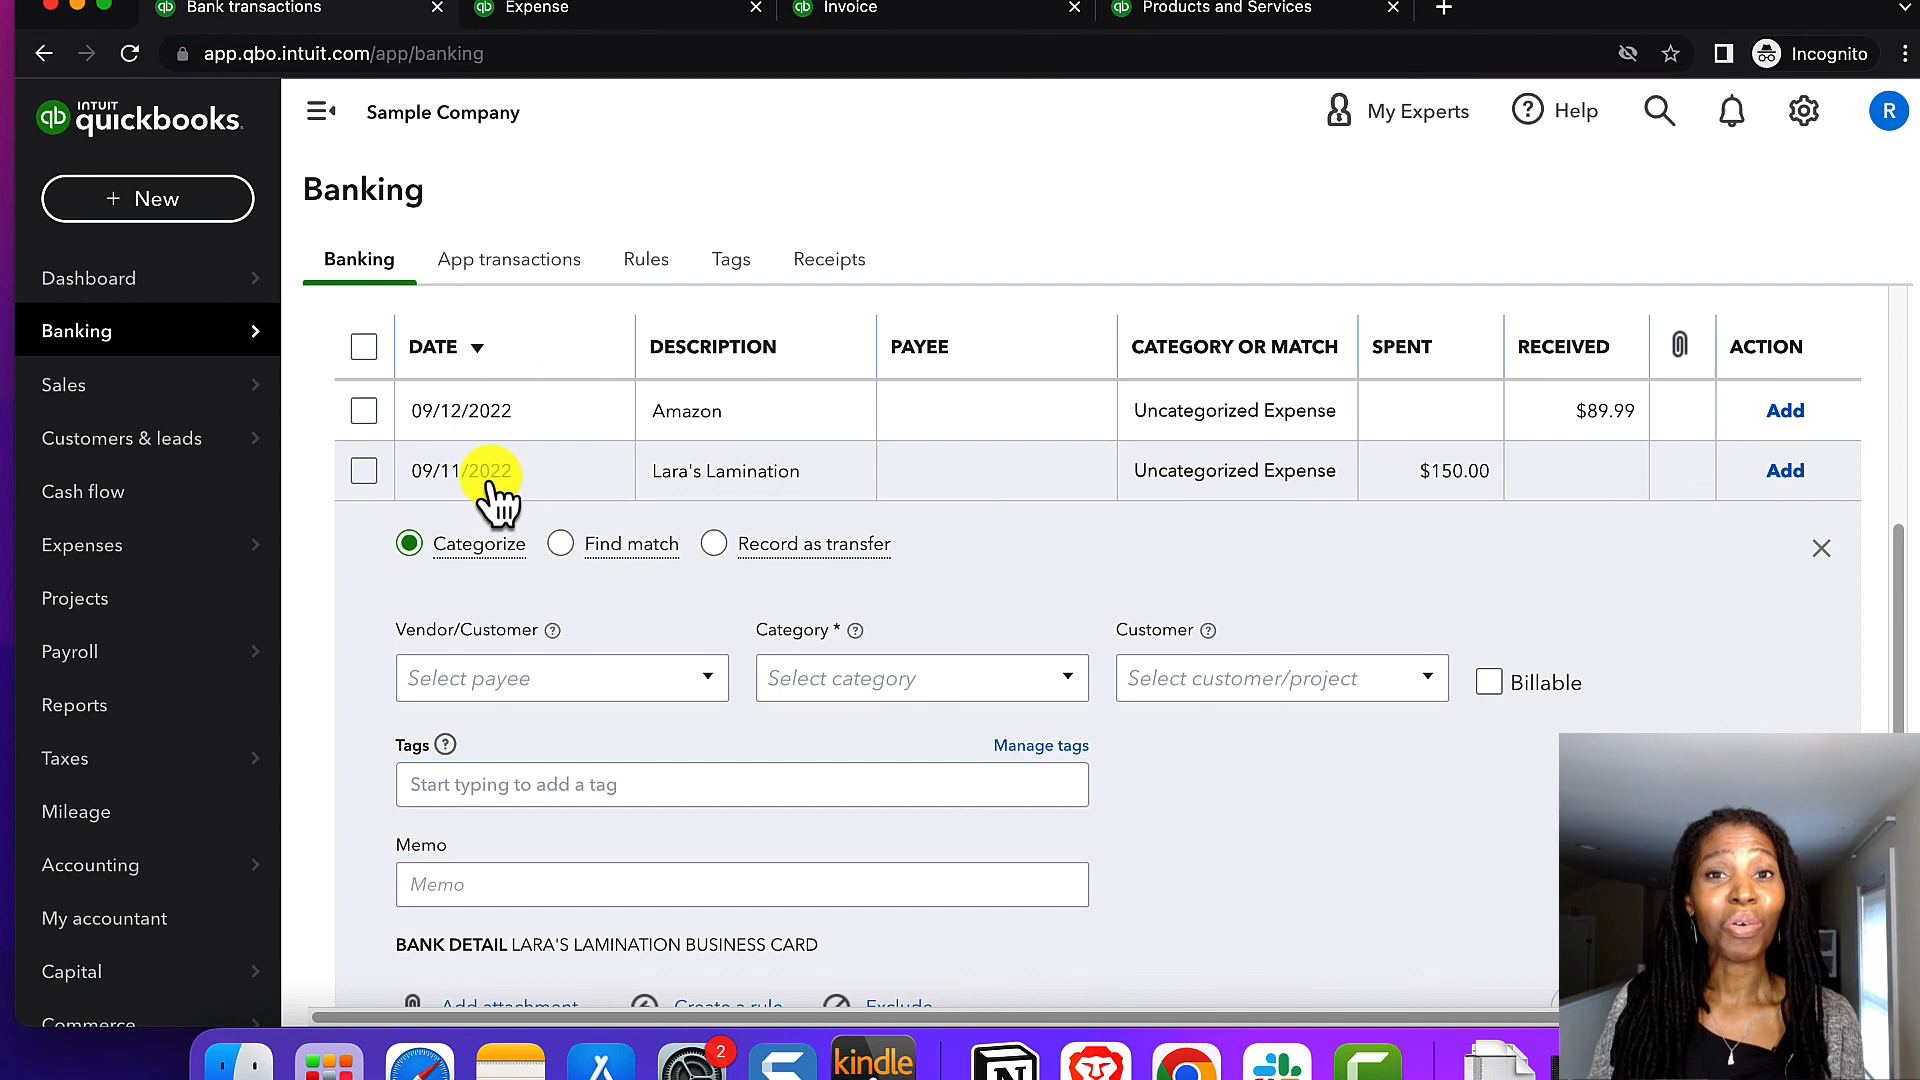 Bank transactions
Expense
Invoice
Products and Services
app.qbo.intuit.com/app/banking
Incognito
INTUIT
quickbooks.
Sample Company
My Experts
Help
R
+ New
Banking
Banking
App transactions
Rules
Tags
Receipts
Dashboard
Banking
Sales
Customers & leads
Cash flow
Expenses
Projects
Payroll
Reports
Taxes
Mileage
Accounting
My accountant
Capital
Commerce
DATE DESCRIPTION PAYEE CATEGORY OR MATCH SPENT RECEIVED ACTION
09/12/2022 Amazon Uncategorized Expense $89.99 Add
09/11/2022 Lara's Lamination Uncategorized Expense $150.00 Add
Categorize Find match Record as transfer
Vendor/Customer Category * Customer
Select payee Select category Select customer/project Billable
Tags Manage tags
Start typing to add a tag
Memo
Memo
BANK DETAIL LARA'S LAMINATION BUSINESS CARD
Add attachment Create a rule Exclude
2
kindle